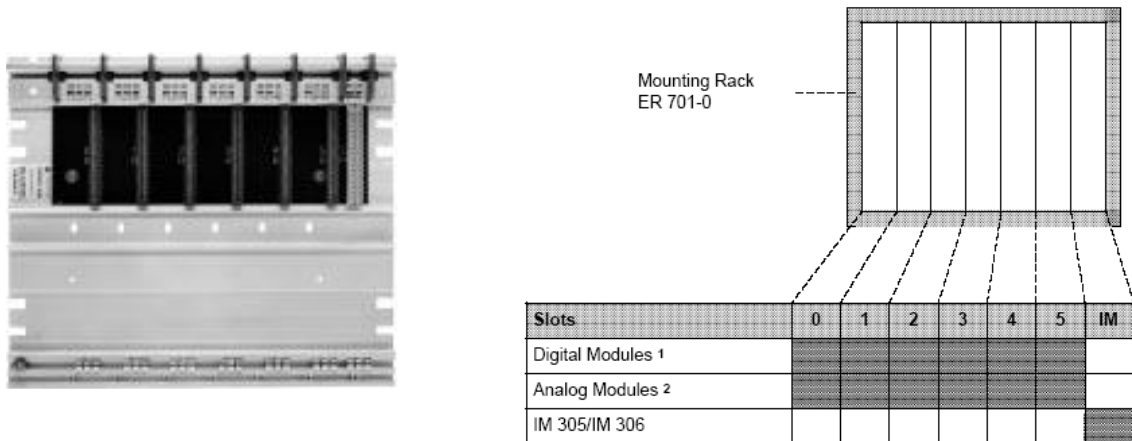 Mounting Rack
ER 701-0
Slots 0 1 2 3 4 5 IM
Digital Modules 1
Analog Modules 2
IM 305/IM 306